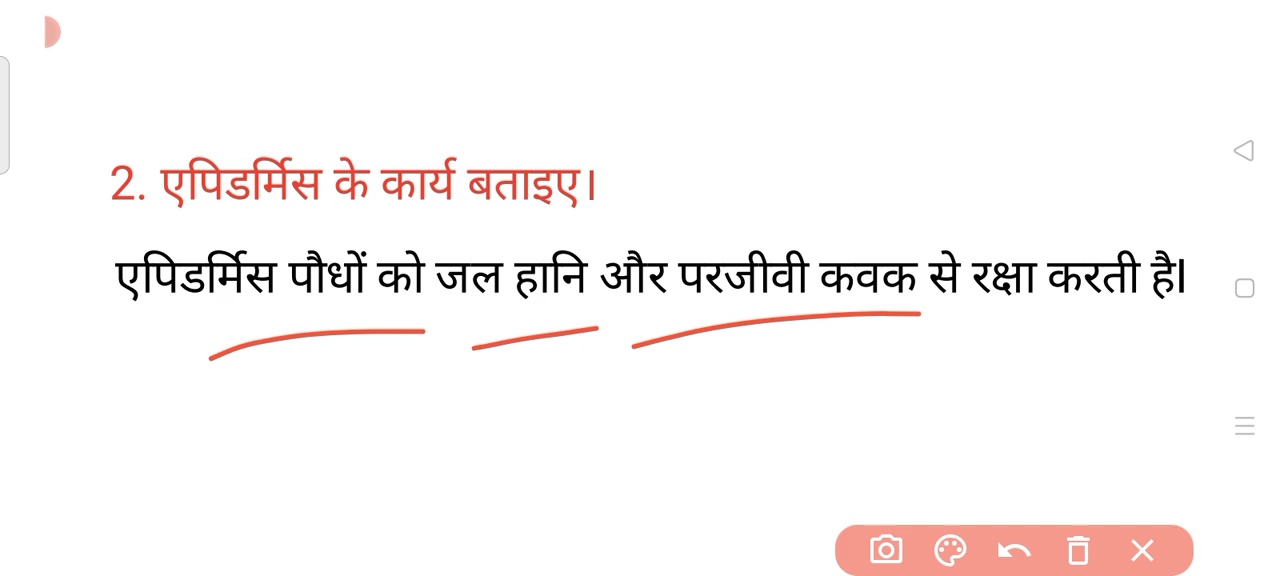 2. एपिडर्मिस के कार्य बताइए।
एपिडर्मिस पौधों को जल हानि और परजीवी कवक से रक्षा करती है।